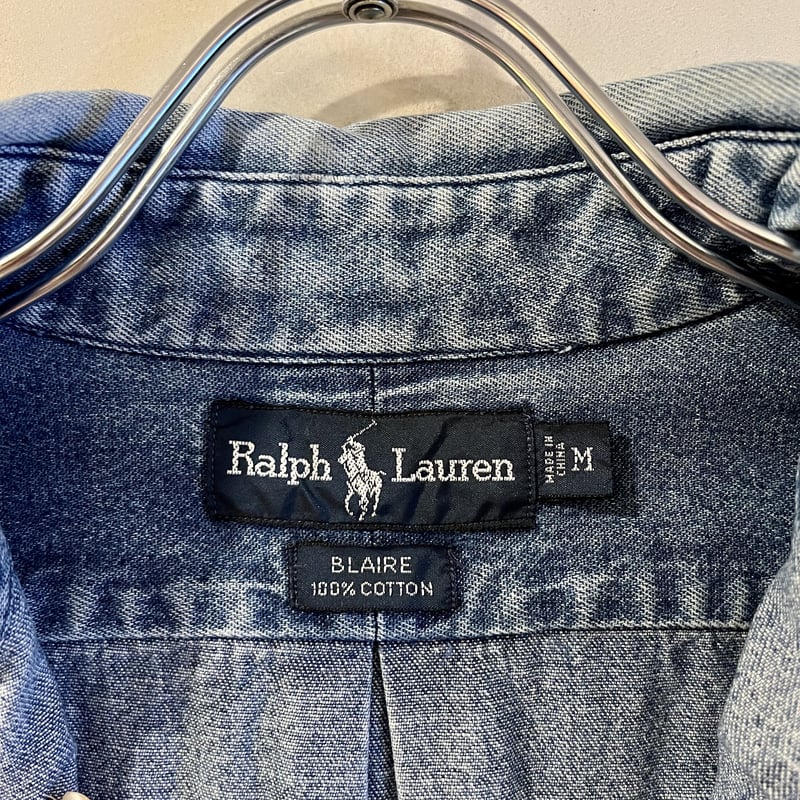 Ralph Lauren
MADE IN
CHINA
M
BLAIRE
100% COTTON